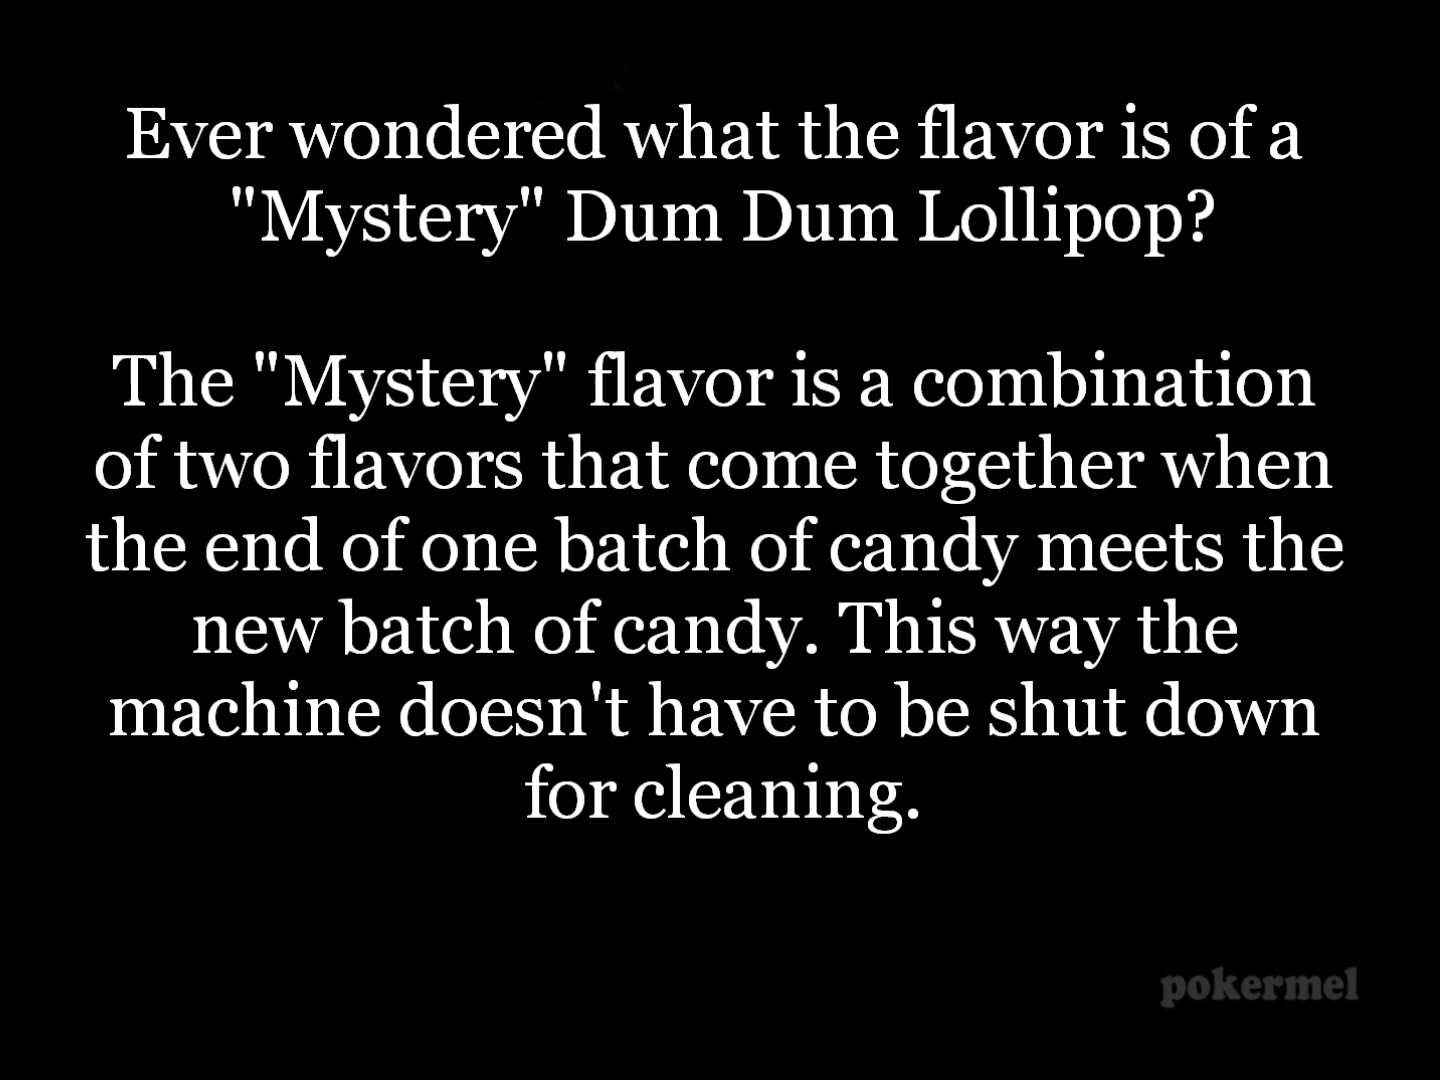 Ever wondered what the flavor is of a
"Mystery" Dum Dum Lollipop?
The "Mystery" flavor is a combination
of two flavors that come together when
the end of one batch of candy meets the
new batch of candy. This way the
machine doesn't have to be shut down
for cleaning.
pokermel